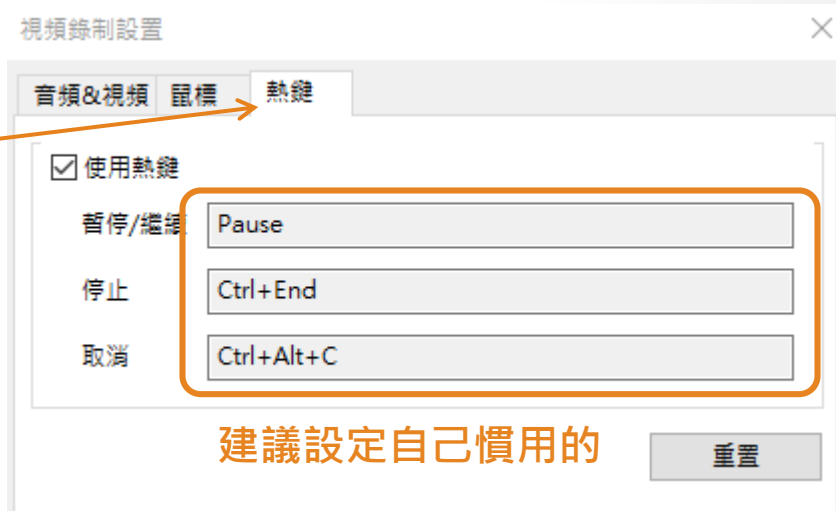 視頻錄制設置
音頻&視頻 鼠標 熱鍵
使用熱鍵
暫停/繼續 Pause
停止 Ctrl+End
取消 Ctrl+Alt+C
建議設定自己慣用的
重置